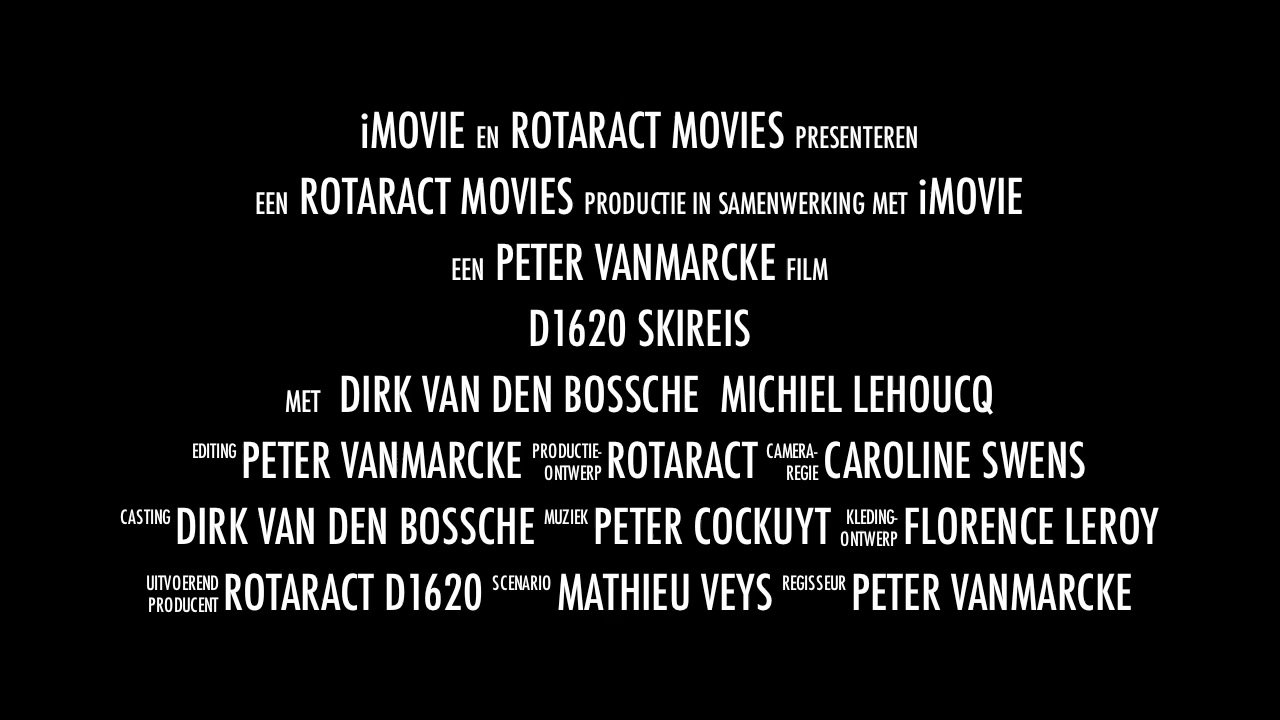 iMOVIE EN ROTARACT MOVIES PRESENTEREN
EEN ROTARACT MOVIES PRODUCTIE IN SAMENWERKING MET iMOVIE
EEN PETER VANMARCKE FILM
D1620 SKIREIS
MET DIRK VAN DEN BOSSCHE MICHIEL LEHOUCQ
EDITING PETER VANMARCKE PRODUCTIE-ONTWERP ROTARACT CAMERA-REGIE CAROLINE SWENS
CASTING DIRK VAN DEN BOSSCHE MUZIEK PETER COCKUYT KLEDING-ONTWERP FLORENCE LEROY
UITVOEREND PRODUCENT ROTARACT D1620 SCENARIO MATHIEU VEYS REGISSEUR PETER VANMARCKE